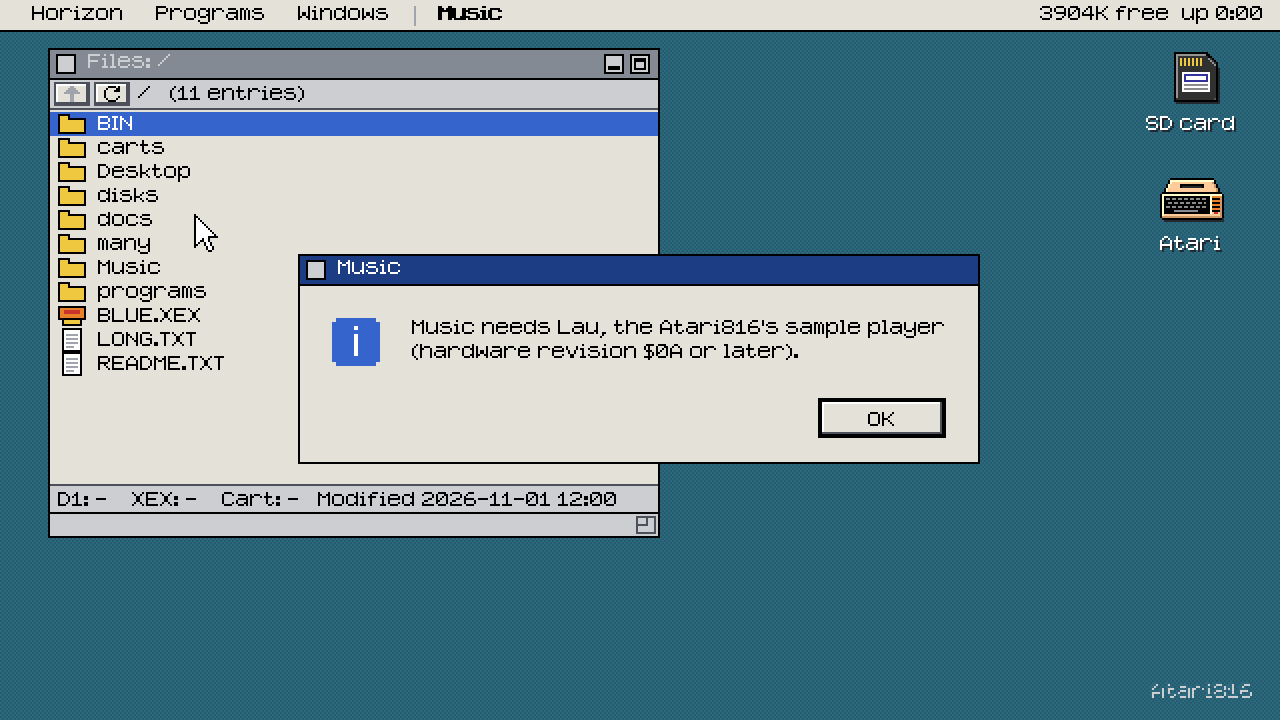 Horizon Programs Windows | Music 3904K free up 0:00
Files: /
/ (11 entries)
BIN
carts
Desktop
disks
docs
many
Music
programs
BLUE.XEX
LONG.TXT
README.TXT
D1: - XEX: - Cart: - Modified 2026-11-01 12:00
Music
Music needs Lau, the Atari816's sample player
(hardware revision $0A or later).
OK
SD card
Atari
Atari816